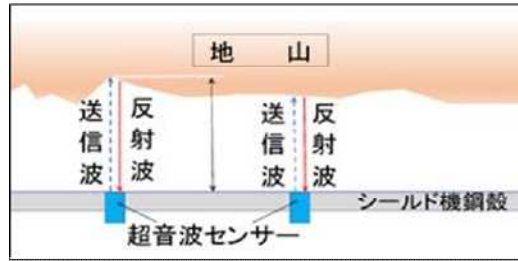 地　山
送信波
反射波
送信波
反射波
シールド機鋼殻
超音波センサー